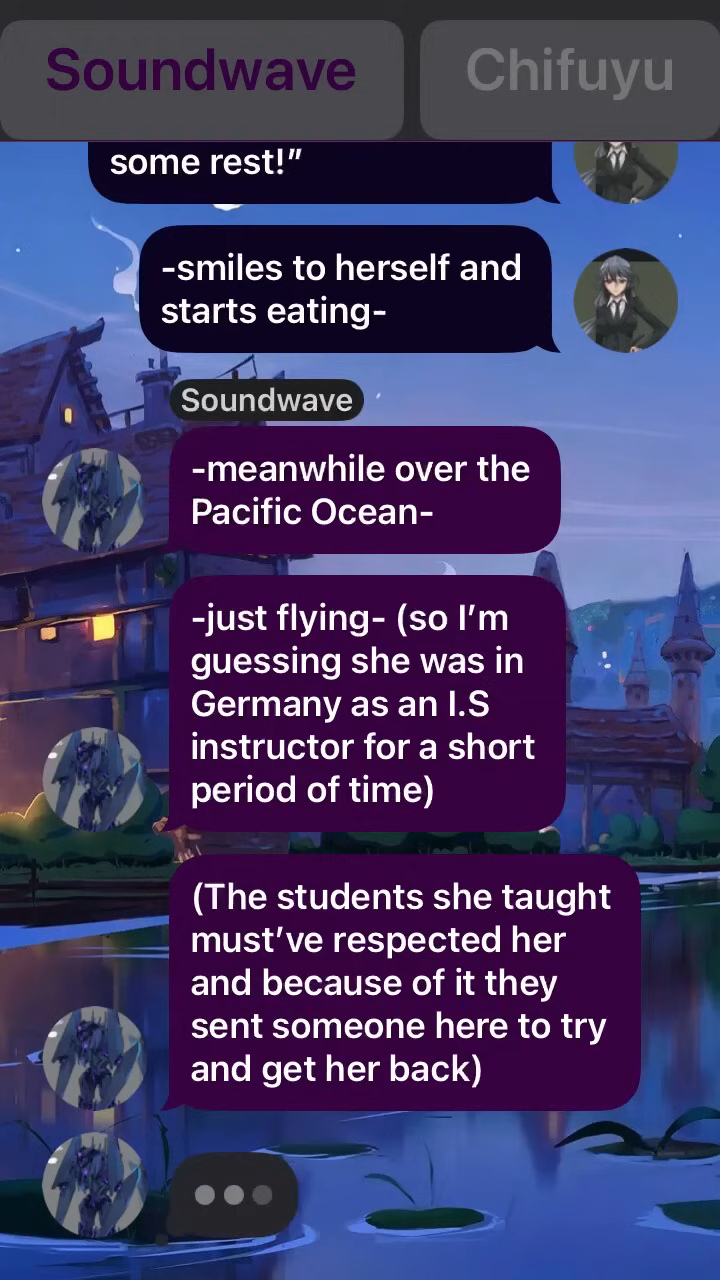 Soundwave
Chifuyu
some rest!”
-smiles to herself and
starts eating-
Soundwave
-meanwhile over the
Pacific Ocean-
-just flying- (so I’m
guessing she was in
Germany as an I.S
instructor for a short
period of time)
(The students she taught
must’ve respected her
and because of it they
sent someone here to try
and get her back)